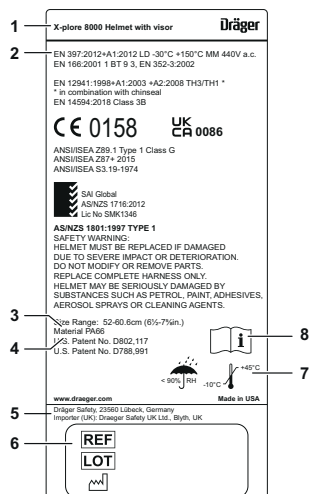 1
X-plore 8000 Helmet with visor
Dräger
2
EN 397:2012+A1:2012 LD -30°C +150°C MM 440V a.c.
EN 166:2001 1 BT 9 3, EN 352-3:2002
EN 12941:1998+A1:2003 +A2:2008 TH3/TH1 *
* in combination with chinseal
EN 14594:2018 Class 3B
CE 0158
UK CA 0086
ANSI/ISEA Z89.1 Type 1 Class G
ANSI/ISEA Z87+ 2015
ANSI/ISEA S3.19-1974
SAI Global
AS/NZS 1716:2012
Lic No SMK1346
AS/NZS 1801:1997 TYPE 1
SAFETY WARNING:
HELMET MUST BE REPLACED IF DAMAGED
DUE TO SEVERE IMPACT OR DETERIORATION.
DO NOT MODIFY OR REMOVE PARTS.
REPLACE COMPLETE HARNESS ONLY.
HELMET MAY BE SERIOUSLY DAMAGED BY
SUBSTANCES SUCH AS PETROL, PAINT, ADHESIVES,
AEROSOL SPRAYS OR CLEANING AGENTS.
3
Size Range: 52-60.6cm (6½-7⅝in.)
Material PA66
4
U.S. Patent No. D802,117
U.S. Patent No. D788,991
i
8
< 90% RH
-10°C
+45°C
7
www.draeger.com
Made in USA
5
Dräger Safety, 23560 Lübeck, Germany
Importer (UK): Draeger Safety UK Ltd., Blyth, UK
6
REF
LOT